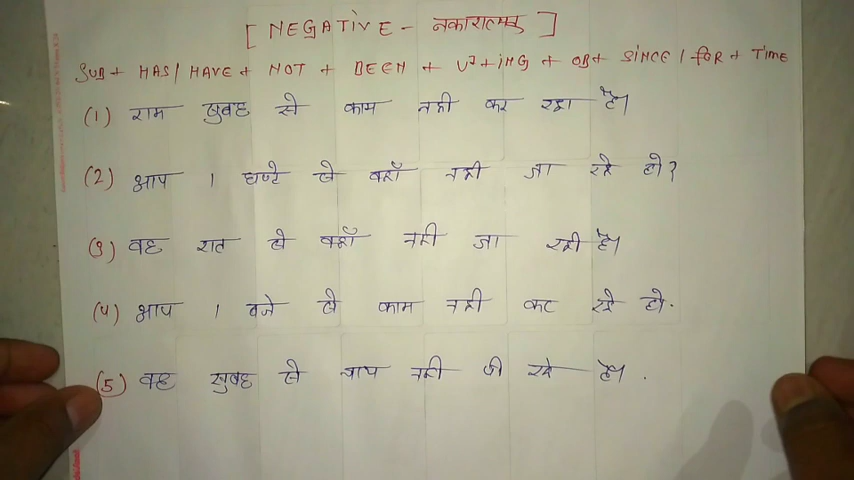 [ NEGATIVE - नकारात्मक ]
SUB + HAS / HAVE + NOT + BEEN + V³ + ING + OB + SINCE / FOR + TIME
(1) राम सुबह से काम नही कर रहा है।
(2) आप 1 घण्टे से वहाँ नही जा रहे हो?
(3) वह रात से वहाँ नही जा रही है।
(4) आप 1 बजे से काम नही कर रहे हो.
(5) वह सुबह से चाय नही पी रहे है। .